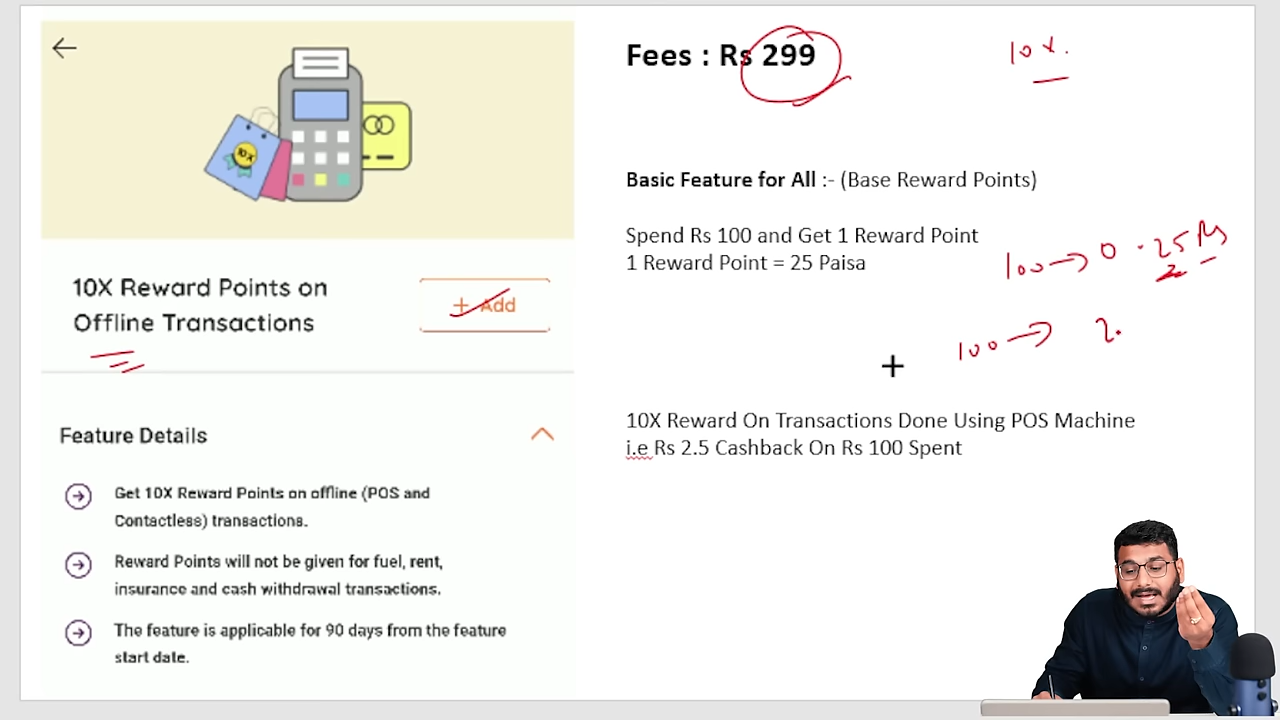 Fees : Rs 299
10X.
10X
10X Reward Points on
Offline Transactions
+ Add
Basic Feature for All :- (Base Reward Points)
Spend Rs 100 and Get 1 Reward Point
1 Reward Point = 25 Paisa
100 → 0.25 Rs
100 → 2.
+
10X Reward On Transactions Done Using POS Machine
i.e Rs 2.5 Cashback On Rs 100 Spent
Feature Details
Get 10X Reward Points on offline (POS and
Contactless) transactions.
Reward Points will not be given for fuel, rent,
insurance and cash withdrawal transactions.
The feature is applicable for 90 days from the feature
start date.